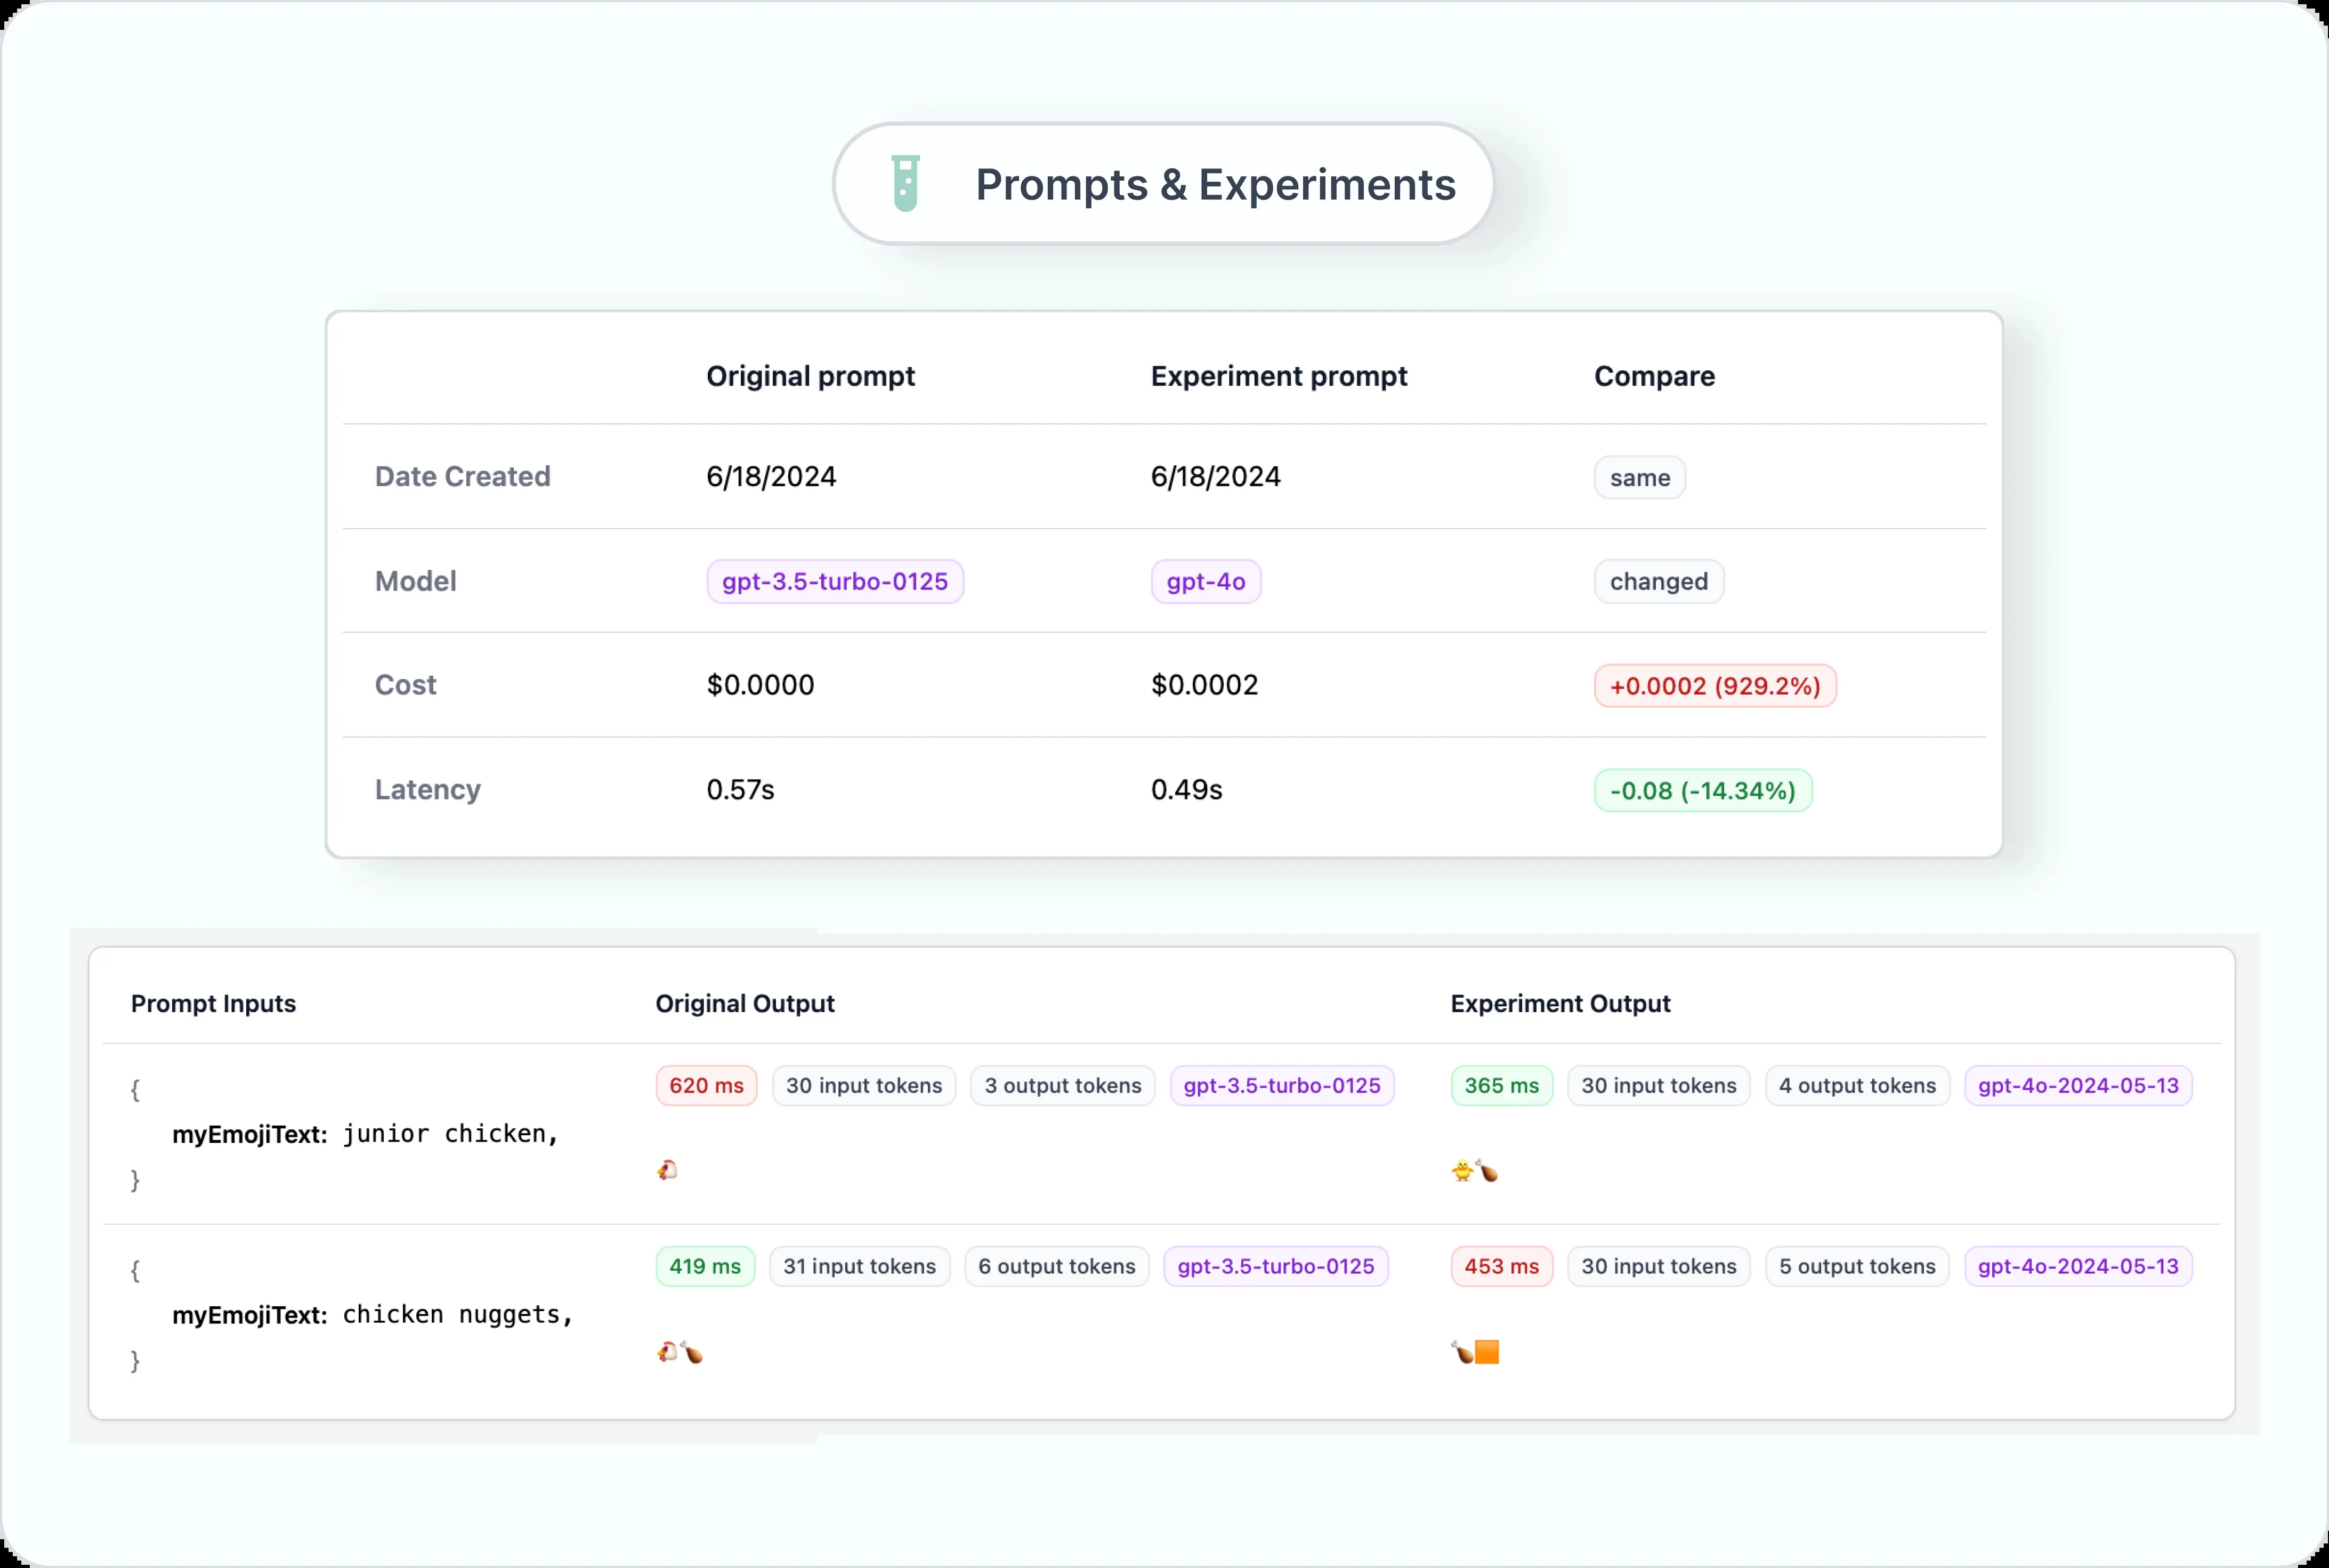 Prompts & Experiments
Original prompt Experiment prompt Compare
Date Created 6/18/2024 6/18/2024 same
Model gpt-3.5-turbo-0125 gpt-4o changed
Cost $0.0000 $0.0002 +0.0002 (929.2%)
Latency 0.57s 0.49s -0.08 (-14.34%)
Prompt Inputs Original Output Experiment Output
{ 620 ms 30 input tokens 3 output tokens gpt-3.5-turbo-0125 365 ms 30 input tokens 4 output tokens gpt-4o-2024-05-13
myEmojiText: junior chicken,
} 🐔 🐥🍗
{ 419 ms 31 input tokens 6 output tokens gpt-3.5-turbo-0125 453 ms 30 input tokens 5 output tokens gpt-4o-2024-05-13
myEmojiText: chicken nuggets,
} 🐔🍗 🍗🟧